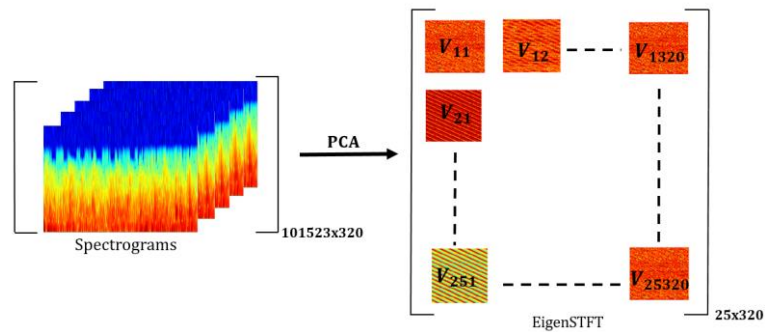 V11 V12 V1320
V21
PCA
V251 V25320
Spectrograms
101523x320
EigenSTFT
25x320